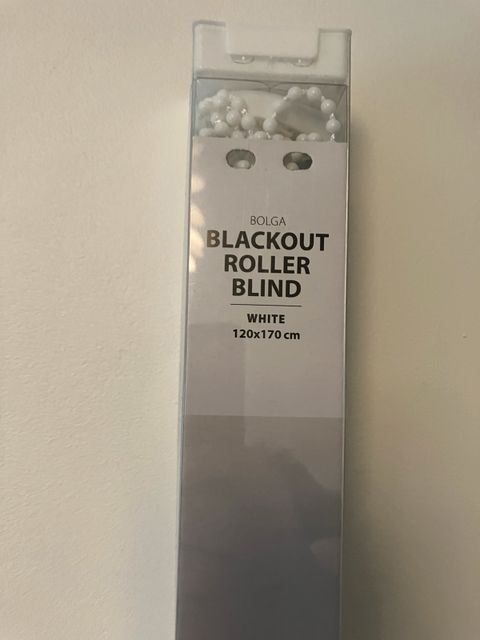 BOLGA
BLACKOUT
ROLLER
BLIND
WHITE
120x170 cm